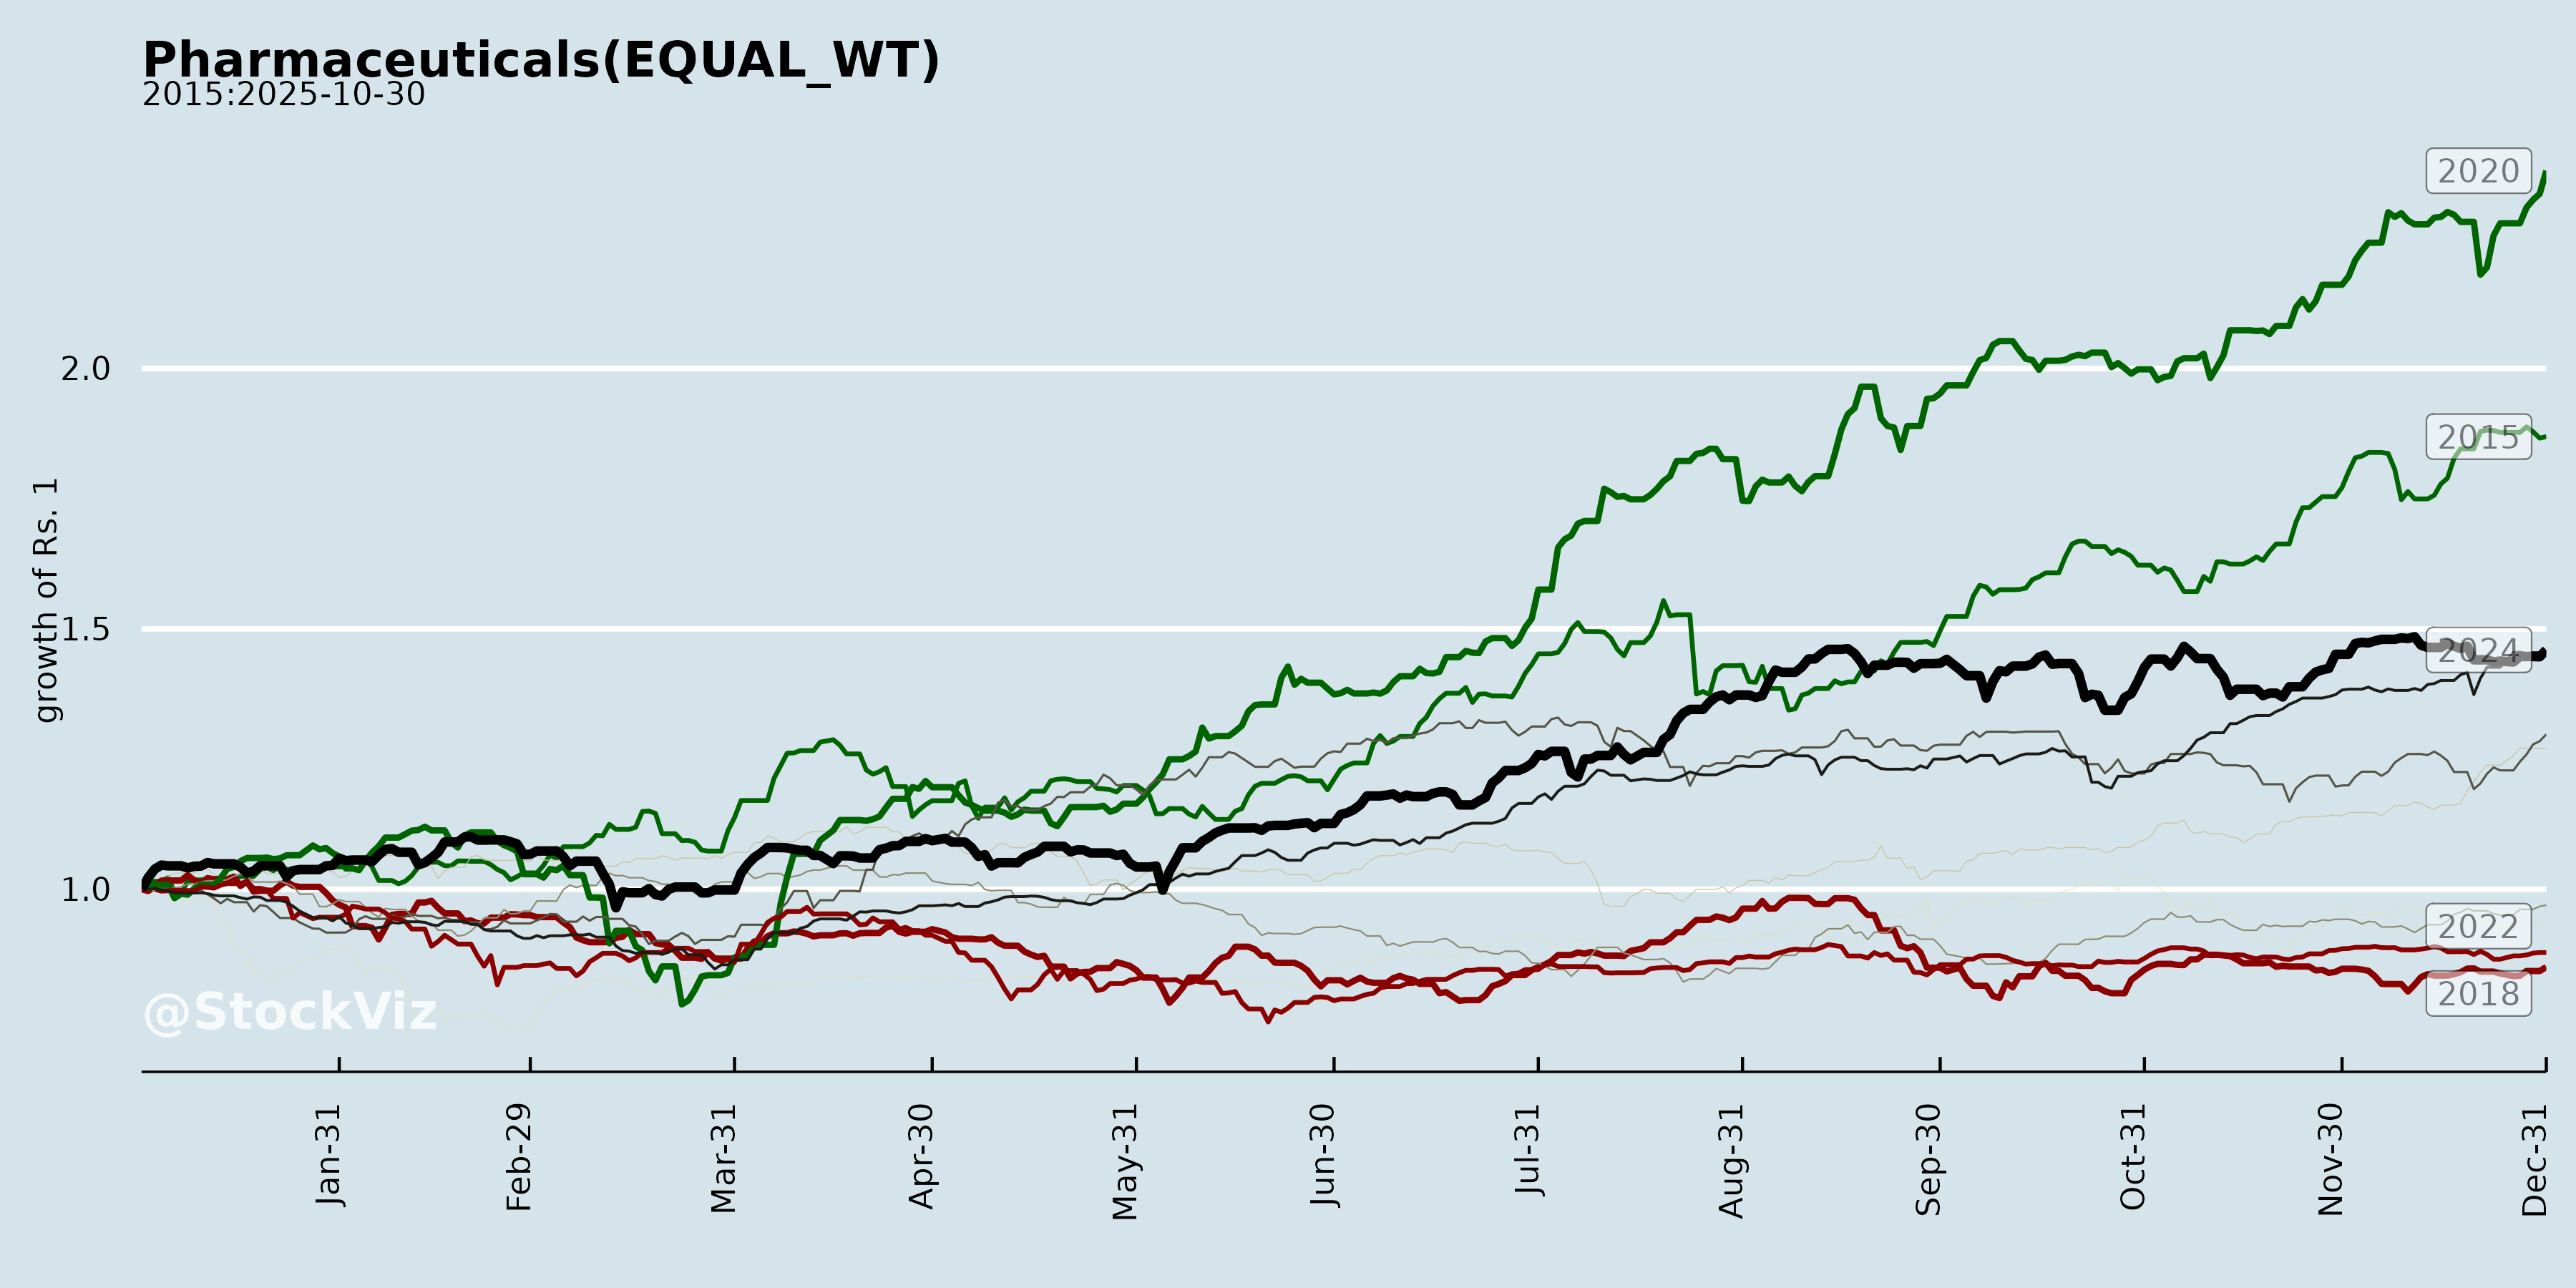 Pharmaceuticals(EQUAL_WT)
2015:2025-10-30
growth of Rs. 1
2.0
1.5
1.0
2020
2015
2024
2022
2018
@StockViz
Jan-31
Feb-29
Mar-31
Apr-30
May-31
Jun-30
Jul-31
Aug-31
Sep-30
Oct-31
Nov-30
Dec-31